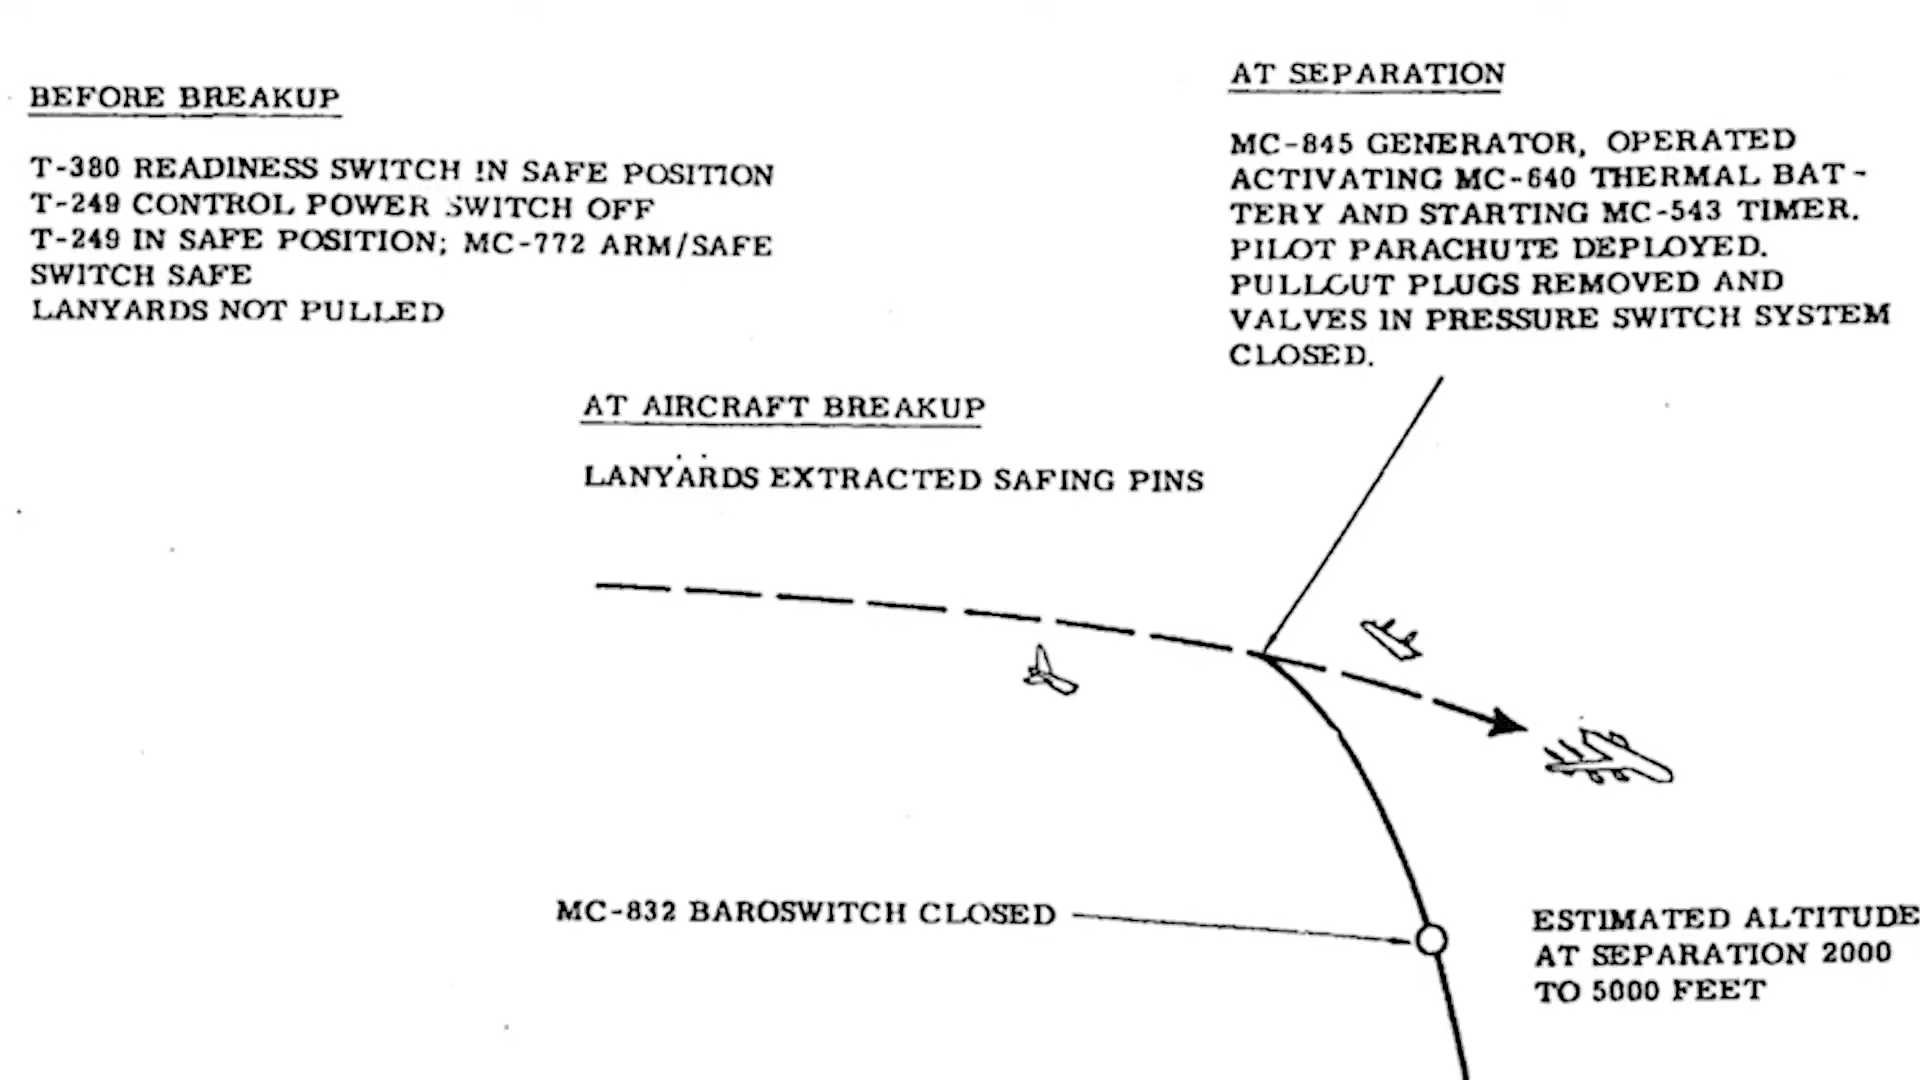 BEFORE BREAKUP
T-380 READINESS SWITCH IN SAFE POSITION
T-249 CONTROL POWER SWITCH OFF
T-249 IN SAFE POSITION; MC-772 ARM/SAFE
SWITCH SAFE
LANYARDS NOT PULLED
AT SEPARATION
MC-845 GENERATOR, OPERATED
ACTIVATING MC-640 THERMAL BAT-
TERY AND STARTING MC-543 TIMER.
PILOT PARACHUTE DEPLOYED.
PULLOUT PLUGS REMOVED AND
VALVES IN PRESSURE SWITCH SYSTEM
CLOSED.
AT AIRCRAFT BREAKUP
LANYARDS EXTRACTED SAFING PINS
MC-832 BAROSWITCH CLOSED
ESTIMATED ALTITUDE
AT SEPARATION 2000
TO 5000 FEET